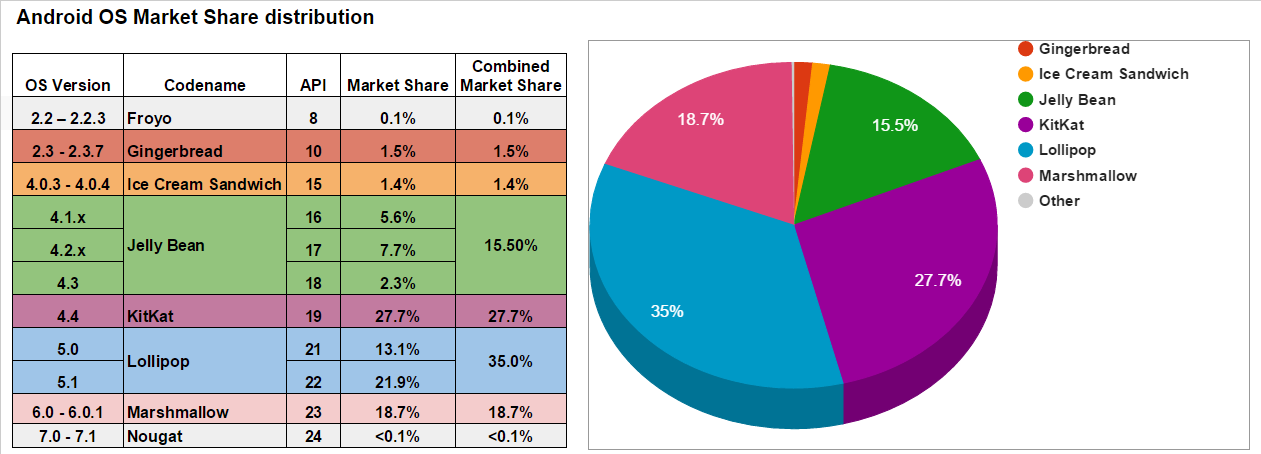 Android OS Market Share distribution
OS Version Codename API Market Share Combined Market Share
2.2 – 2.2.3 Froyo 8 0.1% 0.1%
2.3 - 2.3.7 Gingerbread 10 1.5% 1.5%
4.0.3 - 4.0.4 Ice Cream Sandwich 15 1.4% 1.4%
4.1.x Jelly Bean 16 5.6% 15.50%
4.2.x 17 7.7%
4.3 18 2.3%
4.4 KitKat 19 27.7% 27.7%
5.0 Lollipop 21 13.1% 35.0%
5.1 22 21.9%
6.0 - 6.0.1 Marshmallow 23 18.7% 18.7%
7.0 - 7.1 Nougat 24 <0.1% <0.1%
18.7%
15.5%
27.7%
35%
Gingerbread
Ice Cream Sandwich
Jelly Bean
KitKat
Lollipop
Marshmallow
Other